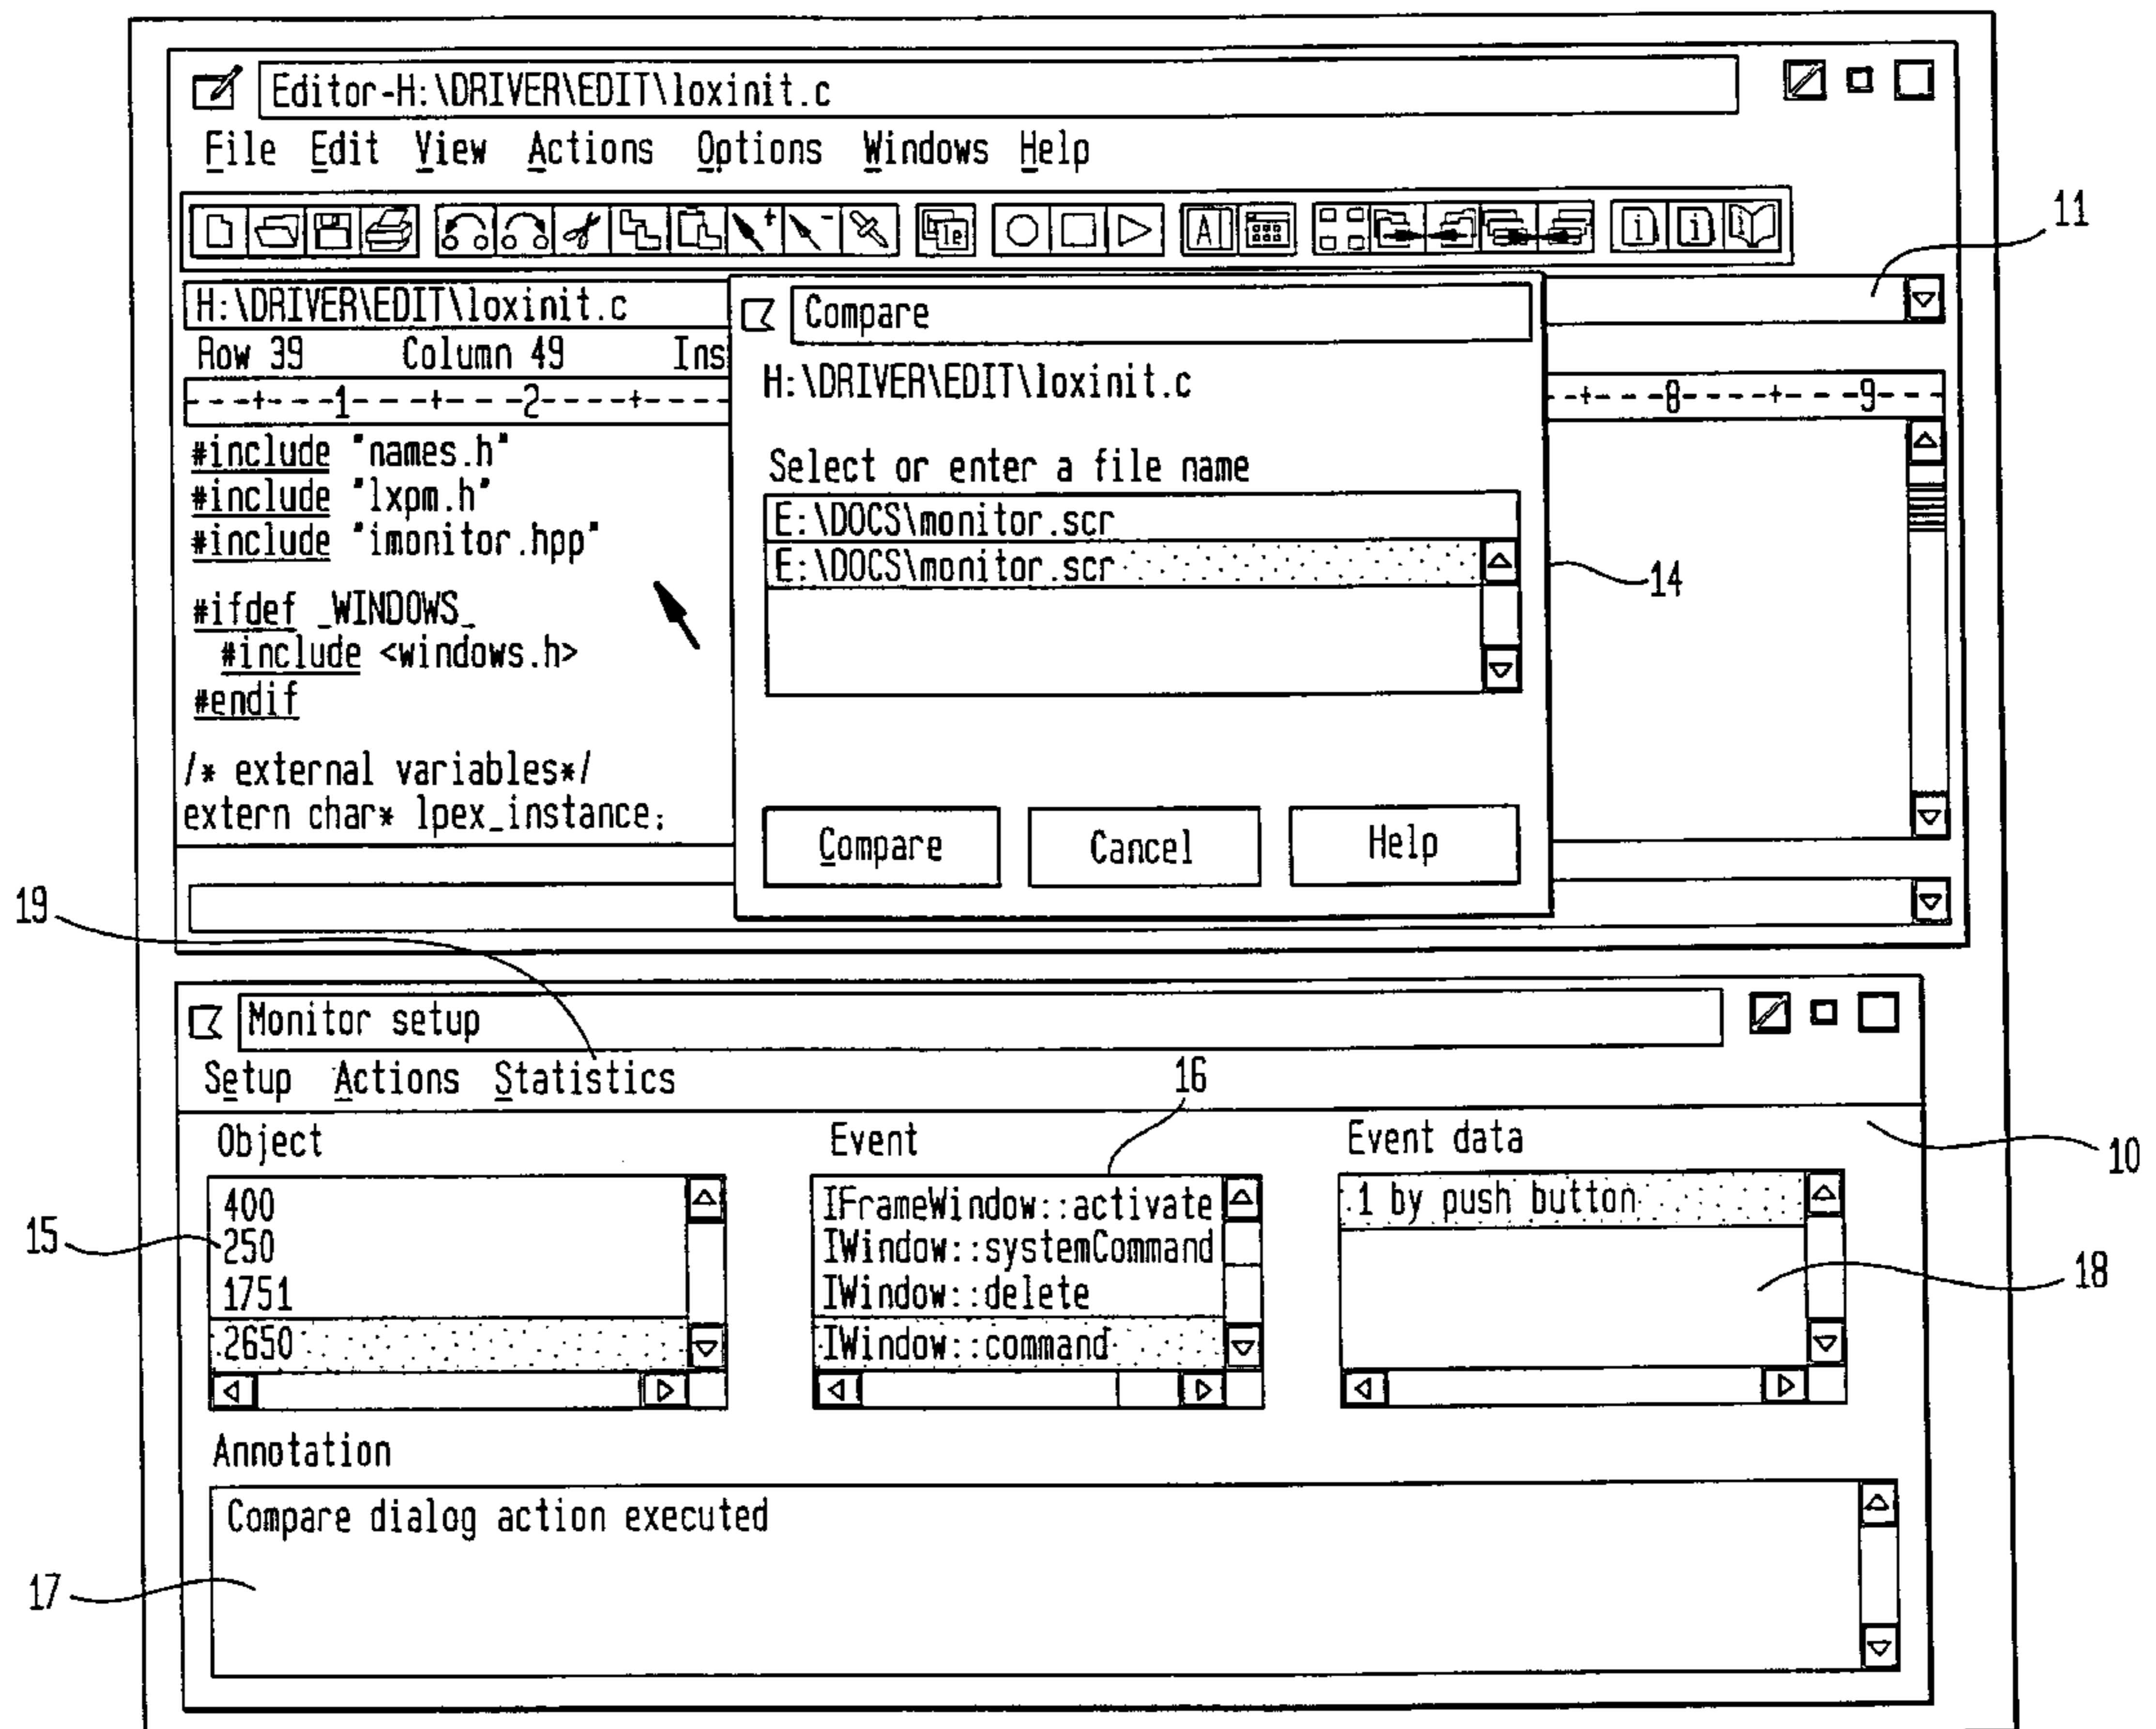 Editor-H:\DRIVER\EDIT\loxinit.c
File Edit View Actions Options Windows Help
11
H:\DRIVER\EDIT\loxinit.c
Row 39 Column 49 Ins
---+---1---+---2----+----
-+---8----+---9---
#include "names.h"
#include "lxpm.h"
#include "imonitor.hpp"
#ifdef _WINDOWS_
#include <windows.h>
#endif
/* external variables*/
extern char* lpex_instance;
Compare
H:\DRIVER\EDIT\loxinit.c
Select or enter a file name
E:\DOCS\monitor.scr
E:\DOCS\monitor.scr
14
Compare Cancel Help
19
Monitor setup
Setup Actions Statistics
16
10
Object Event Event data
400
250
1751
2650
15
IFrameWindow::activate
IWindow::systemCommand
IWindow::delete
IWindow::command
1 by push button
18
Annotation
Compare dialog action executed
17